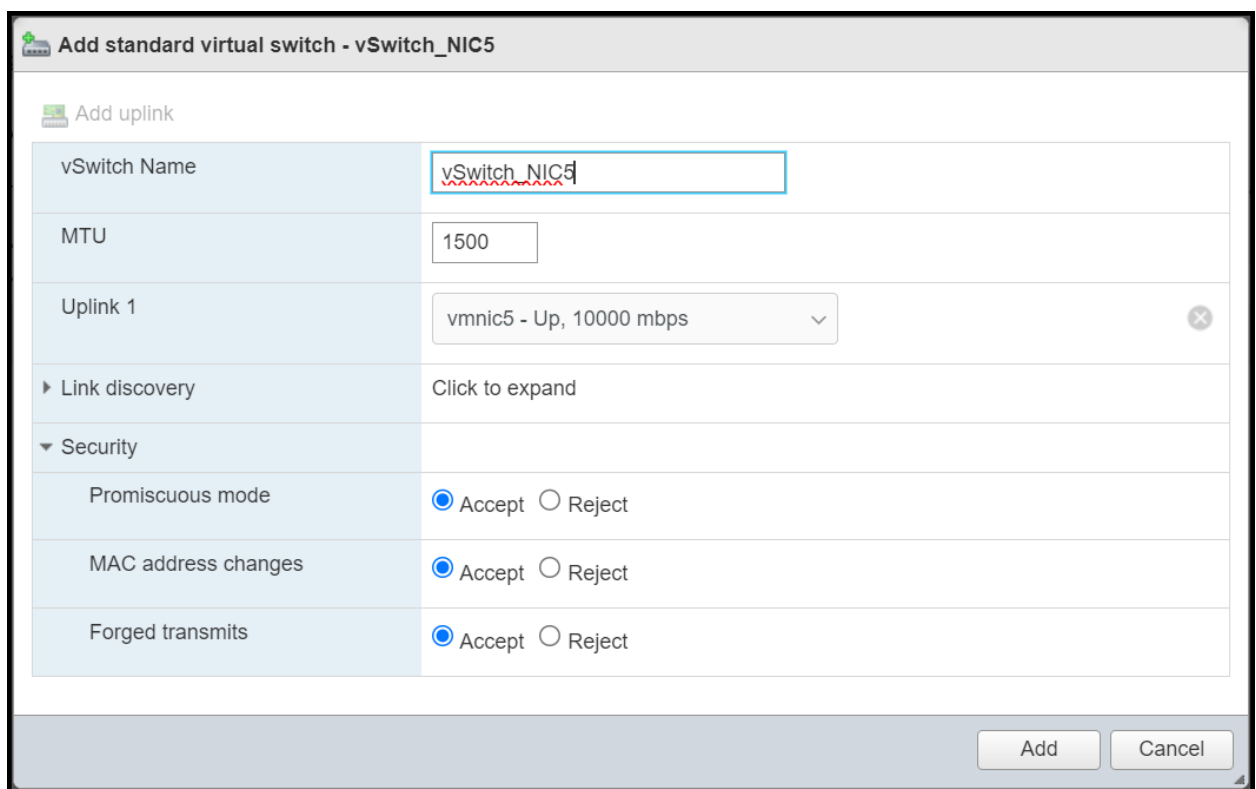 Add standard virtual switch - vSwitch_NIC5
Add uplink
vSwitch Name vSwitch_NIC5
MTU 1500
Uplink 1 vmnic5 - Up, 10000 mbps
Link discovery Click to expand
Security
Promiscuous mode Accept Reject
MAC address changes Accept Reject
Forged transmits Accept Reject
Add Cancel